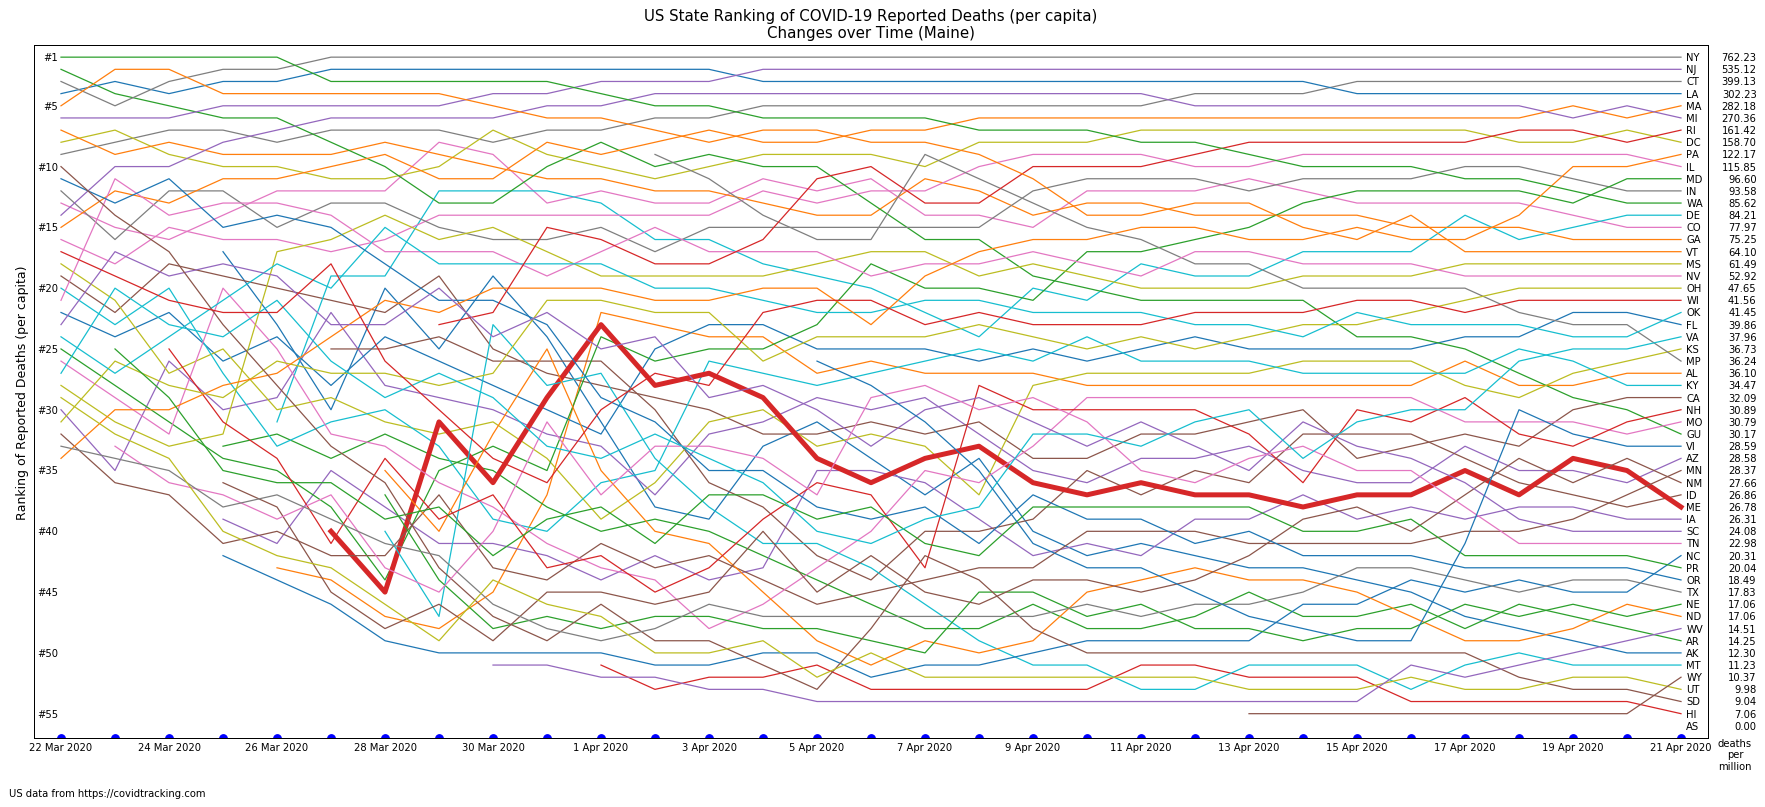 US State Ranking of COVID-19 Reported Deaths (per capita)
Changes over Time (Maine)
Ranking of Reported Deaths (per capita)
#1
#5
#10
#15
#20
#25
#30
#35
#40
#45
#50
#55
NY 762.23
NJ 535.12
CT 399.13
LA 302.23
MA 282.18
MI 270.36
RI 161.42
DC 158.70
PA 122.17
IL 115.85
MD 96.60
IN 93.58
WA 85.62
DE 84.21
CO 77.97
GA 75.25
VT 64.10
MS 61.49
NV 52.92
OH 47.65
WI 41.56
OK 41.45
FL 39.86
VA 37.96
KS 36.73
MP 36.24
AL 36.10
KY 34.47
CA 32.09
NH 30.89
MO 30.79
GU 30.17
VI 28.59
AZ 28.58
MN 28.37
NM 27.66
ID 26.86
ME 26.78
IA 26.31
SC 24.08
TN 22.98
NC 20.31
PR 20.04
OR 18.49
TX 17.83
NE 17.06
ND 17.06
WV 14.51
AR 14.25
AK 12.30
MT 11.23
WY 10.37
UT 9.98
SD 9.04
HI 7.06
AS 0.00
22 Mar 2020 24 Mar 2020 26 Mar 2020 28 Mar 2020 30 Mar 2020 1 Apr 2020 3 Apr 2020 5 Apr 2020 7 Apr 2020 9 Apr 2020 11 Apr 2020 13 Apr 2020 15 Apr 2020 17 Apr 2020 19 Apr 2020 21 Apr 2020
deaths
per
million
US data from https://covidtracking.com